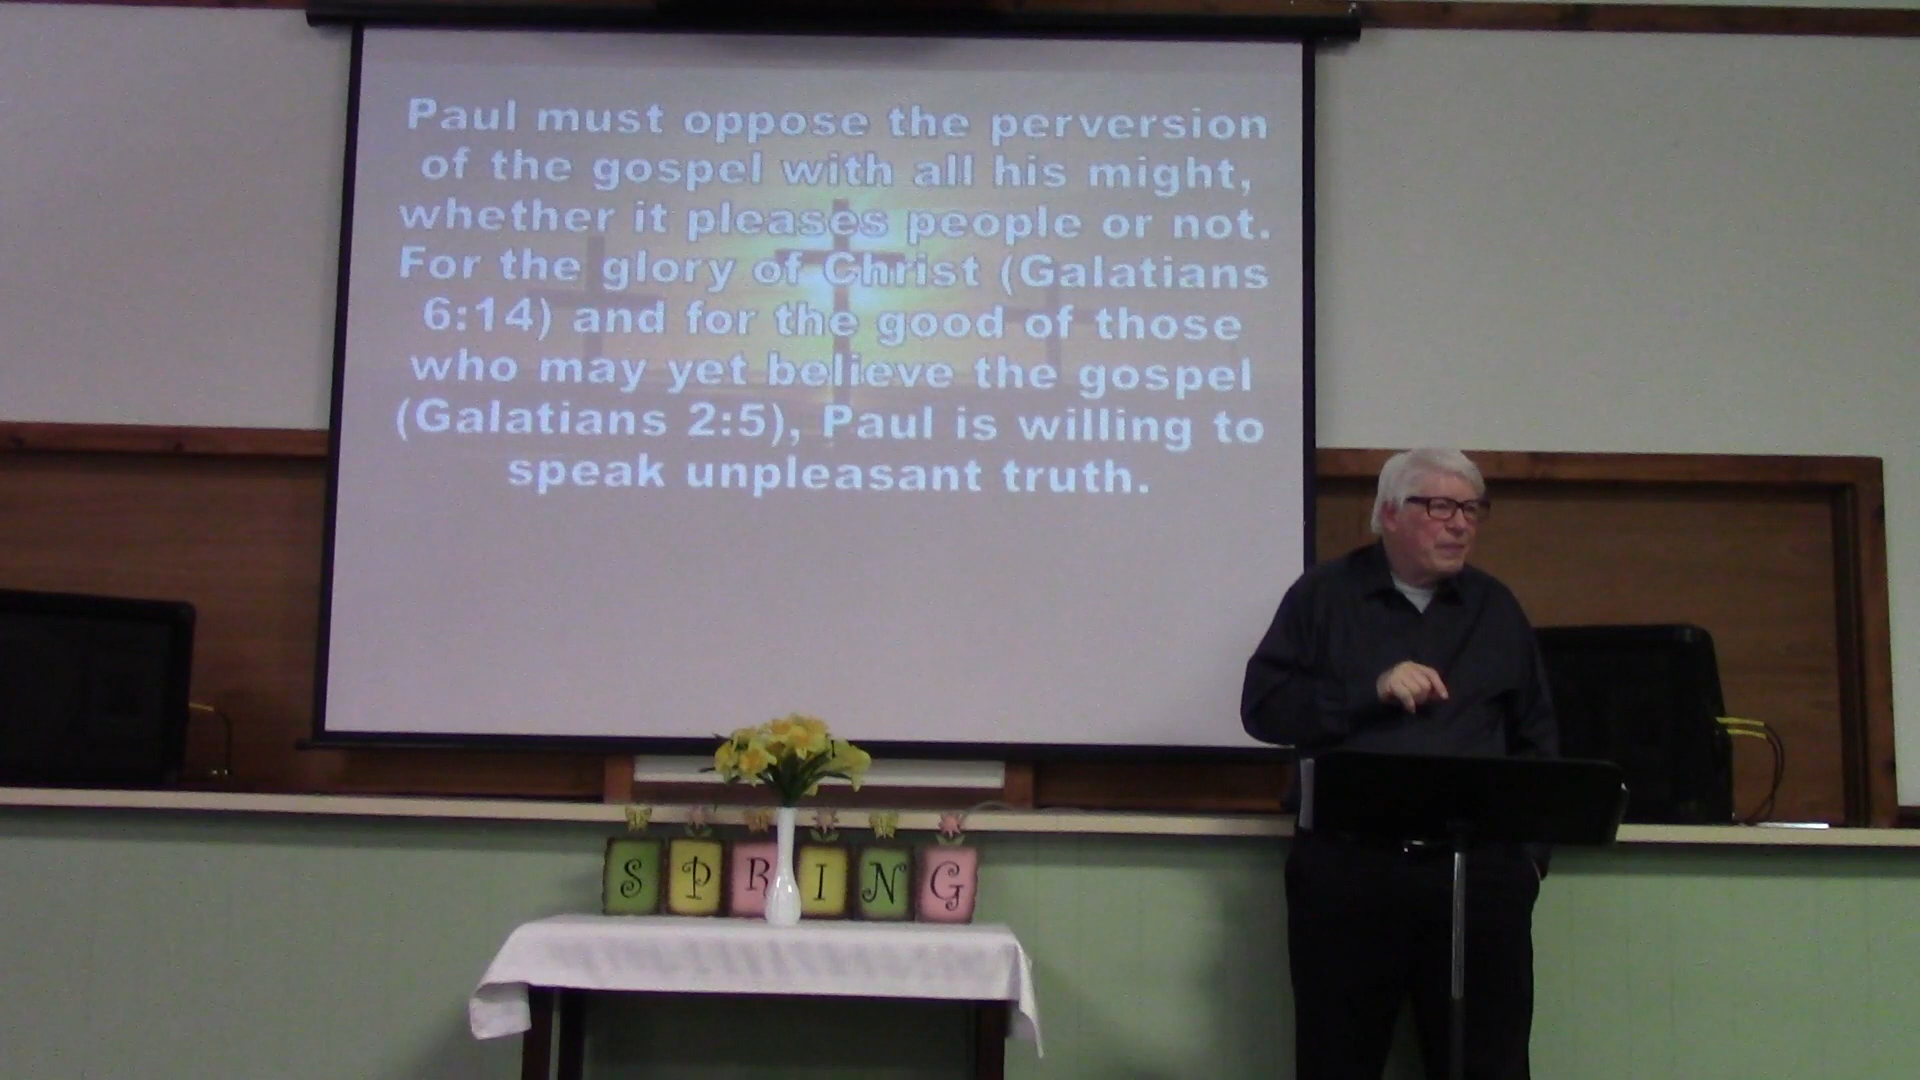 Paul must oppose the perversion
of the gospel with all his might,
whether it pleases people or not.
For the glory of Christ (Galatians
6:14) and for the good of those
who may yet believe the gospel
(Galatians 2:5), Paul is willing to
speak unpleasant truth.
SPRING